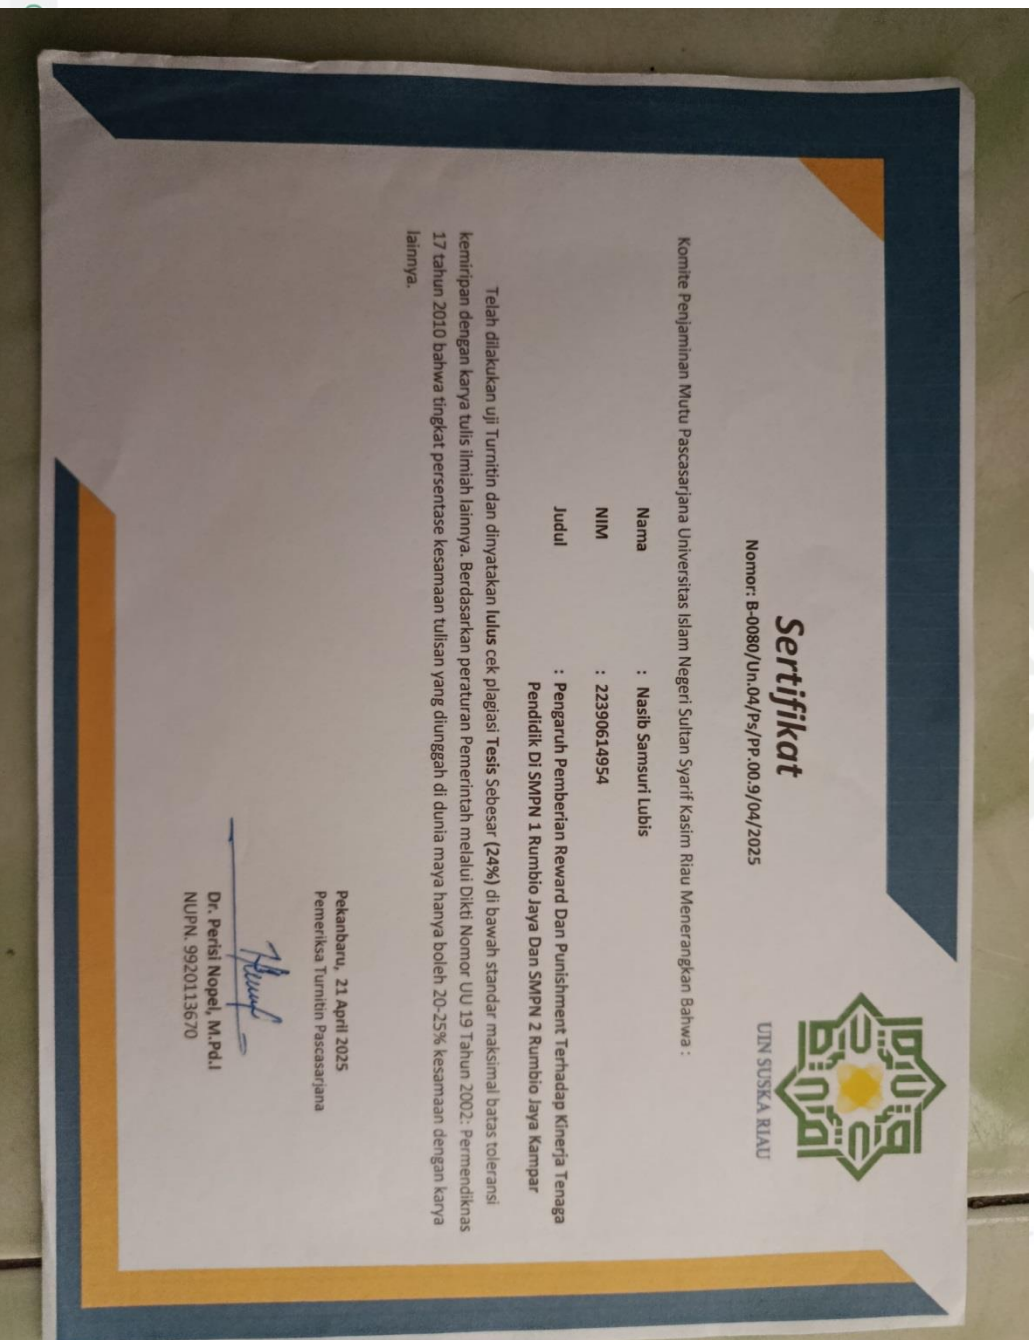 Sertifikat
Nomor: B-0080/Un.04/Ps/PP.00.9/04/2025
UIN SUSKA RIAU
Komite Penjaminan Mutu Pascasarjana Universitas Islam Negeri Sultan Syarif Kasim Riau Menerangkan Bahwa :
Nama : Nasib Samsuri Lubis
NIM : 22390614954
Judul : Pengaruh Pemberian Reward Dan Punishment Terhadap Kinerja Tenaga
Pendidik Di SMPN 1 Rumbio Jaya Dan SMPN 2 Rumbio Jaya Kampar
Telah dilakukan uji Turnitin dan dinyatakan lulus cek plagiasi Tesis Sebesar (24%) di bawah standar maksimal batas toleransi
kemiripan dengan karya tulis ilmiah lainnya. Berdasarkan peraturan Pemerintah melalui Dikti Nomor UU 19 Tahun 2002: Permendiknas
17 tahun 2010 bahwa tingkat persentase kesamaan tulisan yang diunggah di dunia maya hanya boleh 20-25% kesamaan dengan karya
lainnya.
Pekanbaru, 21 April 2025
Pemeriksa Turnitin Pascasarjana
Dr. Perisi Nopel, M.Pd.I
NUPN. 9920113670